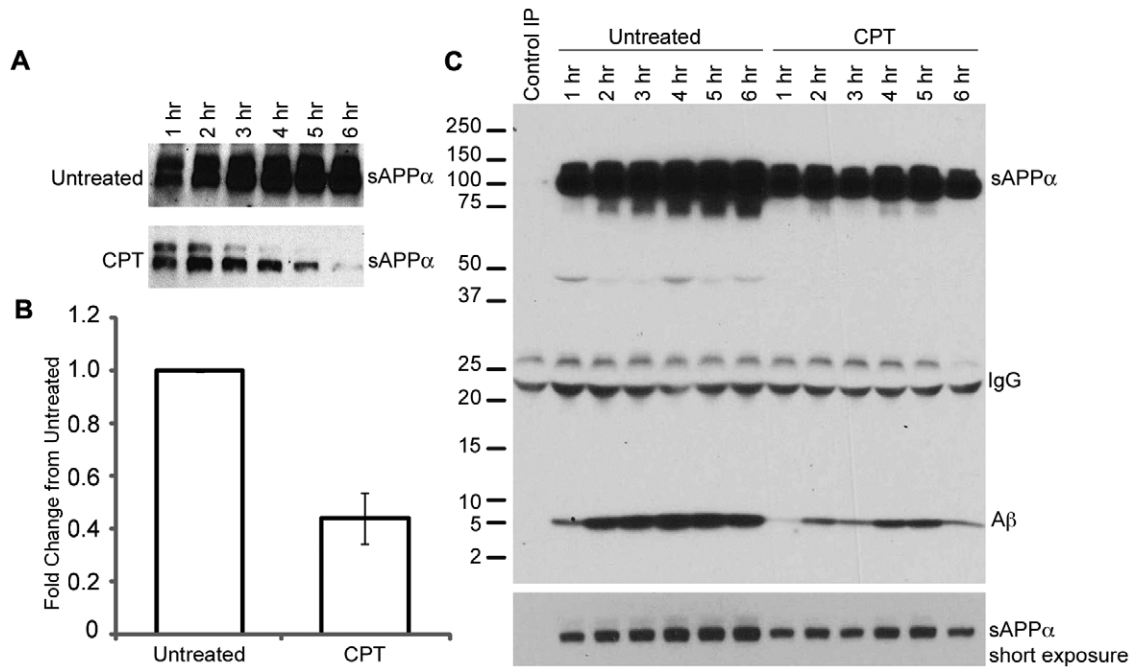 A
1 hr 2 hr 3 hr 4 hr 5 hr 6 hr
Untreated sAPPα
CPT sAPPα
B
Fold Change from Untreated
1.2
1.0
0.8
0.6
0.4
0.2
0
Untreated CPT
C
Control IP
Untreated CPT
1 hr 2 hr 3 hr 4 hr 5 hr 6 hr 1 hr 2 hr 3 hr 4 hr 5 hr 6 hr
250
150
100
75
50
37
25
20
15
10
5
2
sAPPα
IgG
Aβ
sAPPα
short exposure